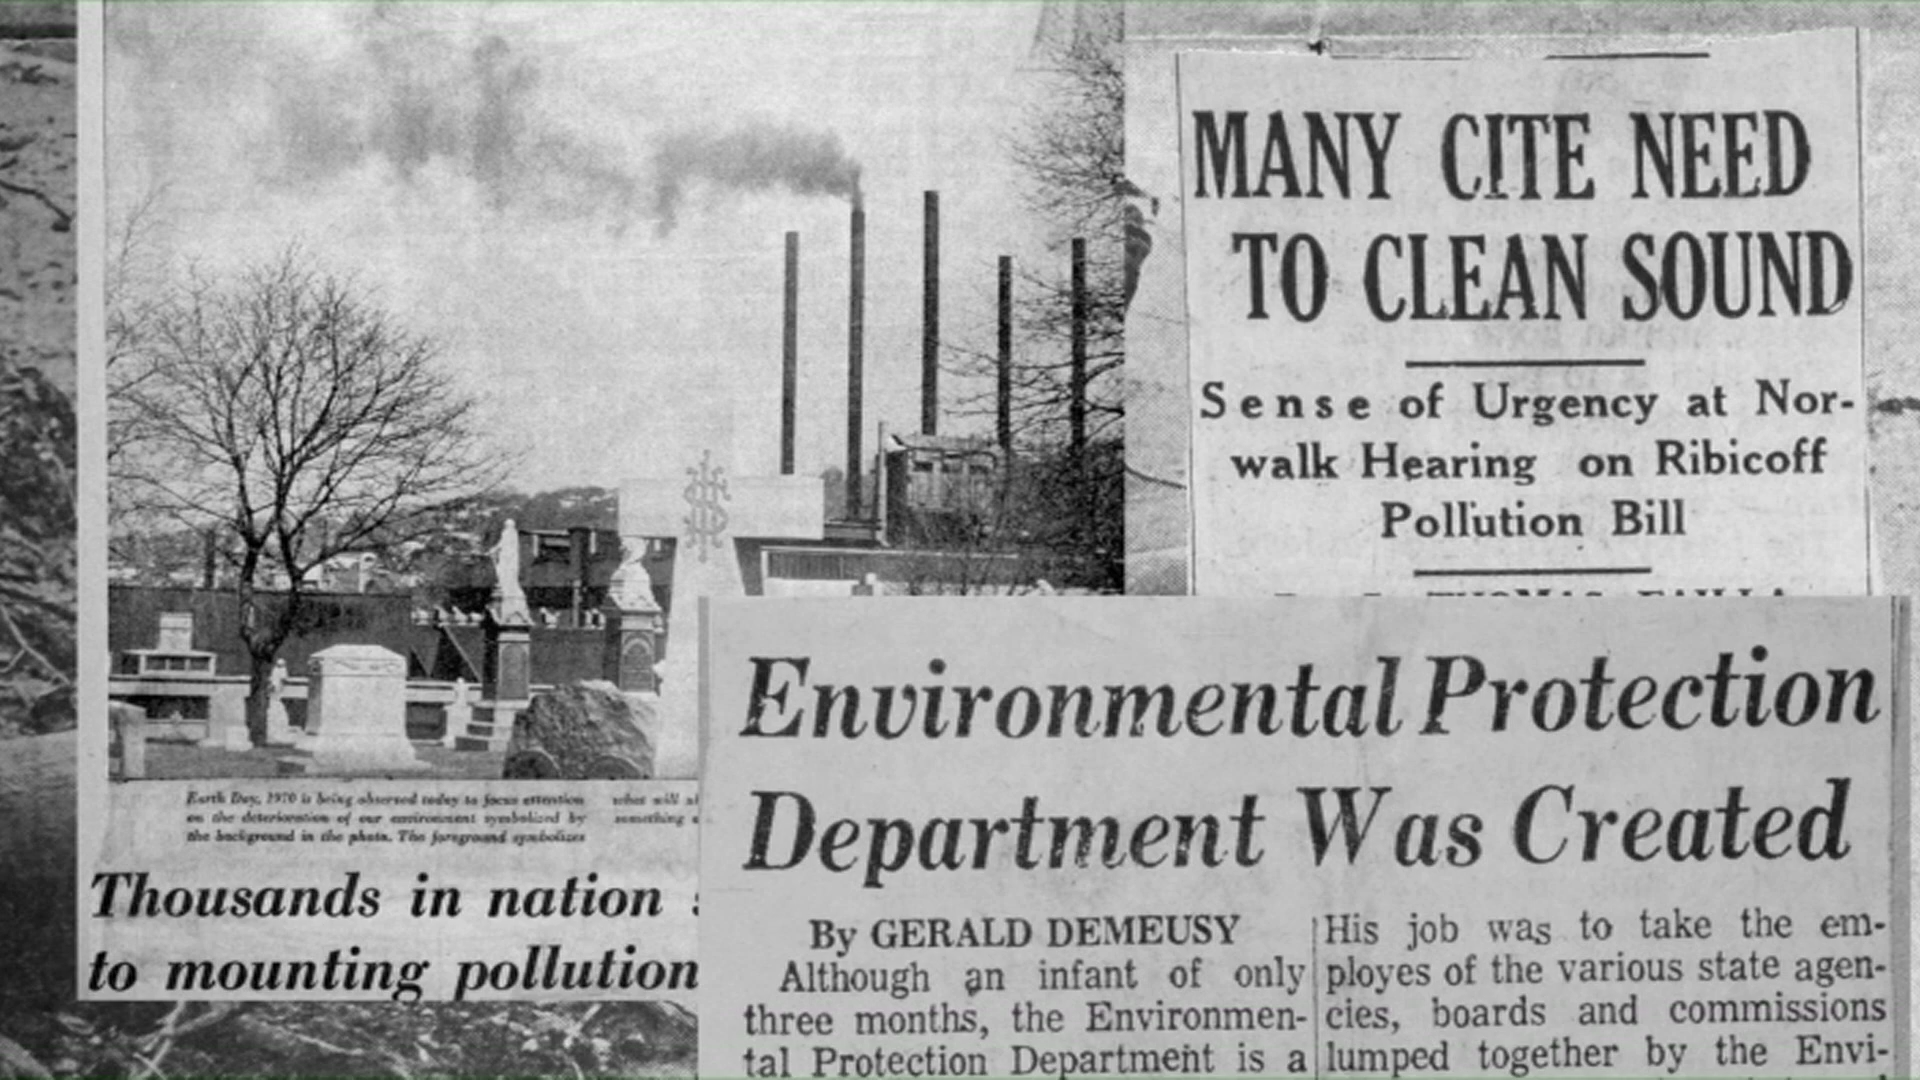 Earth Day, 1970 is being observed today to focus attention
on the deterioration of our environment symbolized by
the background in the photo. The foreground symbolizes
what will
something
Thousands in nation
to mounting pollution
MANY CITE NEED
TO CLEAN SOUND
Sense of Urgency at Nor-
walk Hearing on Ribicoff
Pollution Bill
Environmental Protection
Department Was Created
By GERALD DEMEUSY
Although an infant of only
three months, the Environmen-
tal Protection Department is a
His job was to take the em-
ployes of the various state agen-
cies, boards and commissions
lumped together by the Envi-